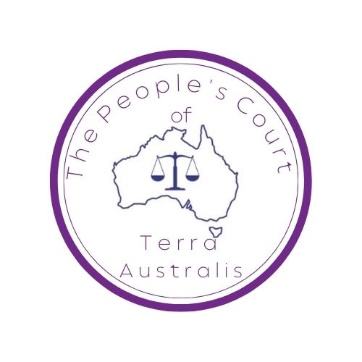 The People's Court
of
Terra
Australis